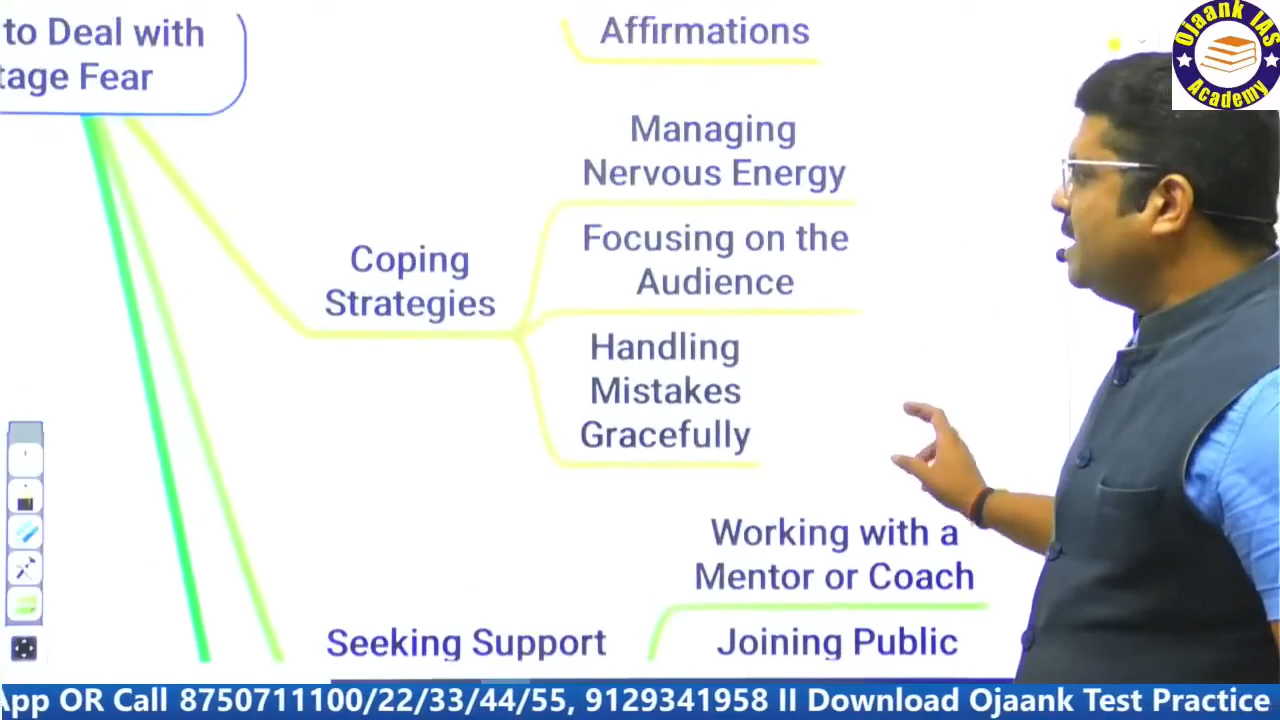 to Deal with
tage Fear
Affirmations
Managing
Nervous Energy
Focusing on the
Audience
Coping
Strategies
Handling
Mistakes
Gracefully
Working with a
Mentor or Coach
Seeking Support
Joining Public
Ojaank IAS
Academy
App OR Call 8750711100/22/33/44/55, 9129341958 II Download Ojaank Test Practice